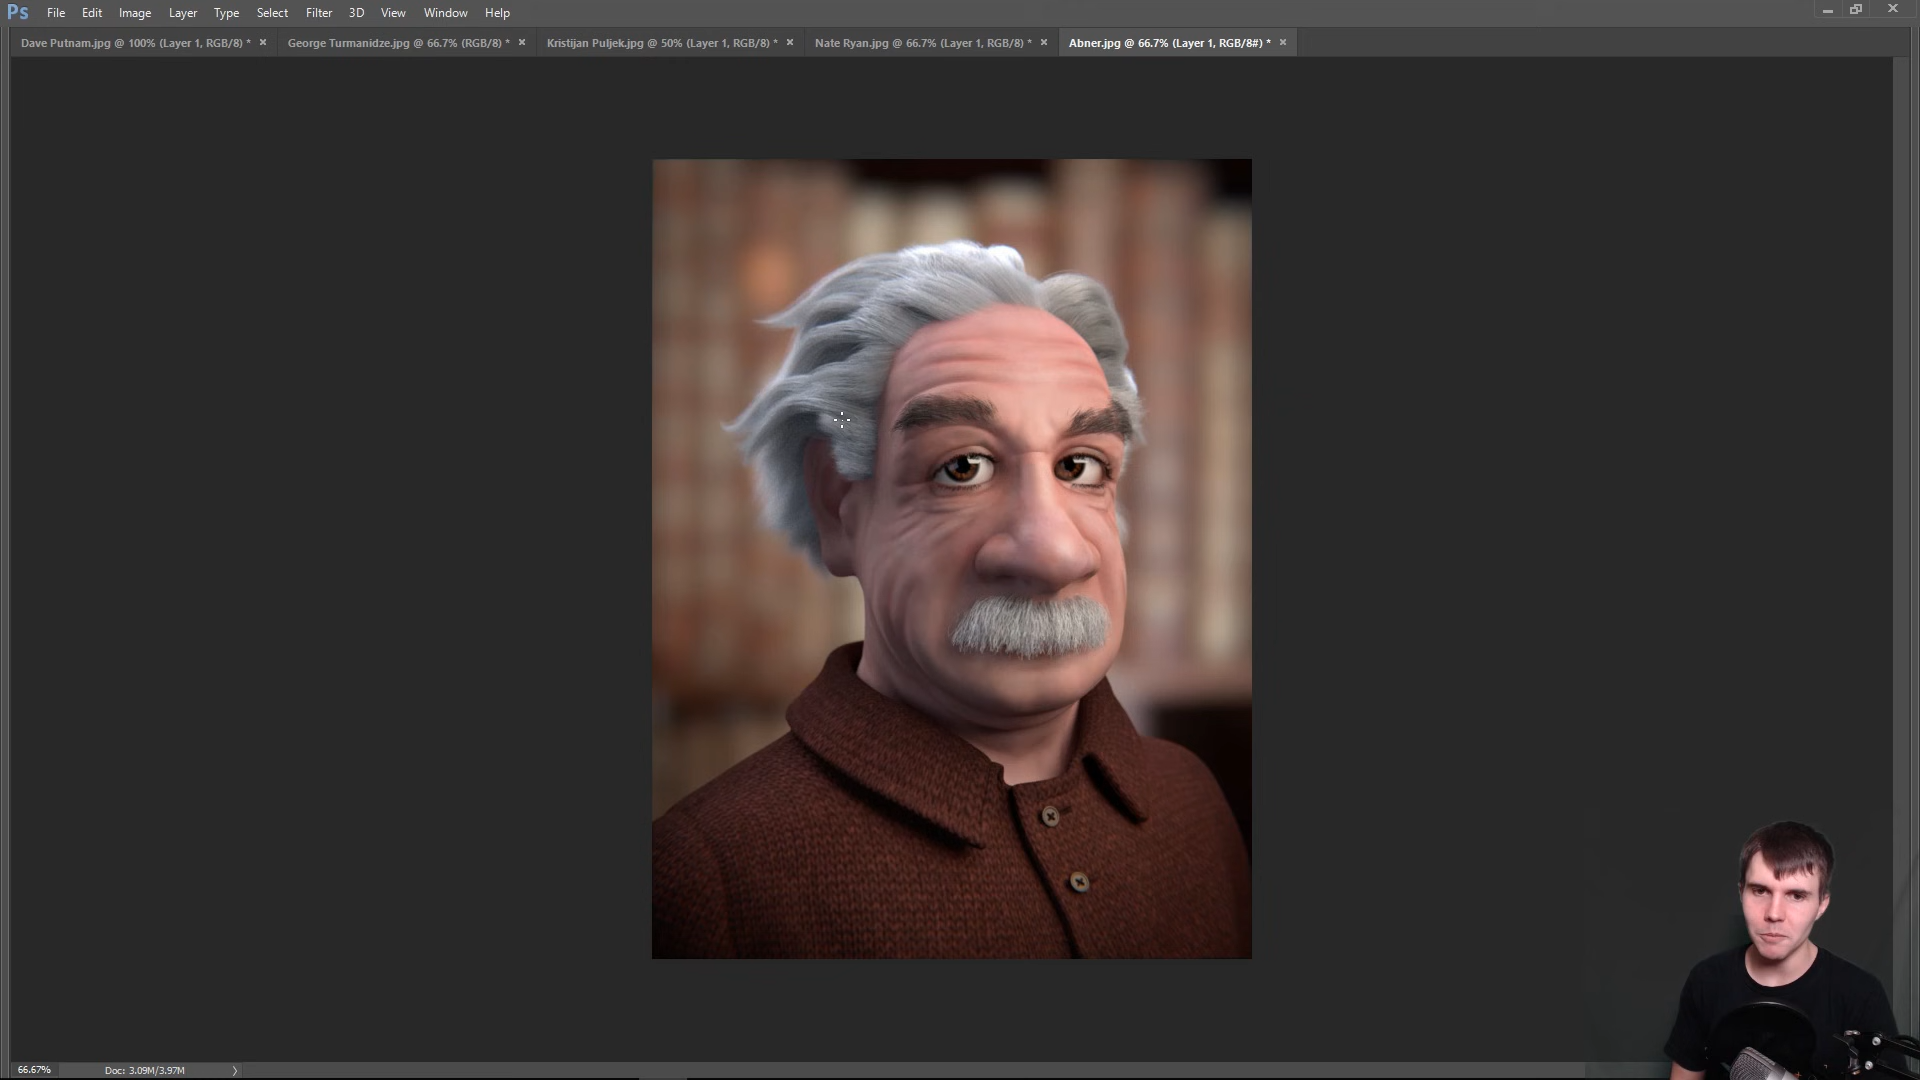 Ps File Edit Image Layer Type Select Filter 3D View Window Help
Dave Putnam.jpg @ 100% (Layer 1, RGB/8) * × George Turmanidze.jpg @ 66.7% (RGB/8) * × Kristijan Puljek.jpg @ 50% (Layer 1, RGB/8) * × Nate Ryan.jpg @ 66.7% (Layer 1, RGB/8) * × Abner.jpg @ 66.7% (Layer 1, RGB/8#) * ×
66.67% Doc: 3.09M/3.97M